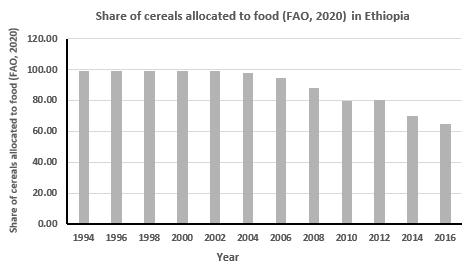 Share of cereals allocated to food (FAO, 2020) in Ethiopia
Share of cereals allocated to food (FAO, 2020)
120.00
100.00
80.00
60.00
40.00
20.00
0.00
1994 1996 1998 2000 2002 2004 2006 2008 2010 2012 2014 2016
Year